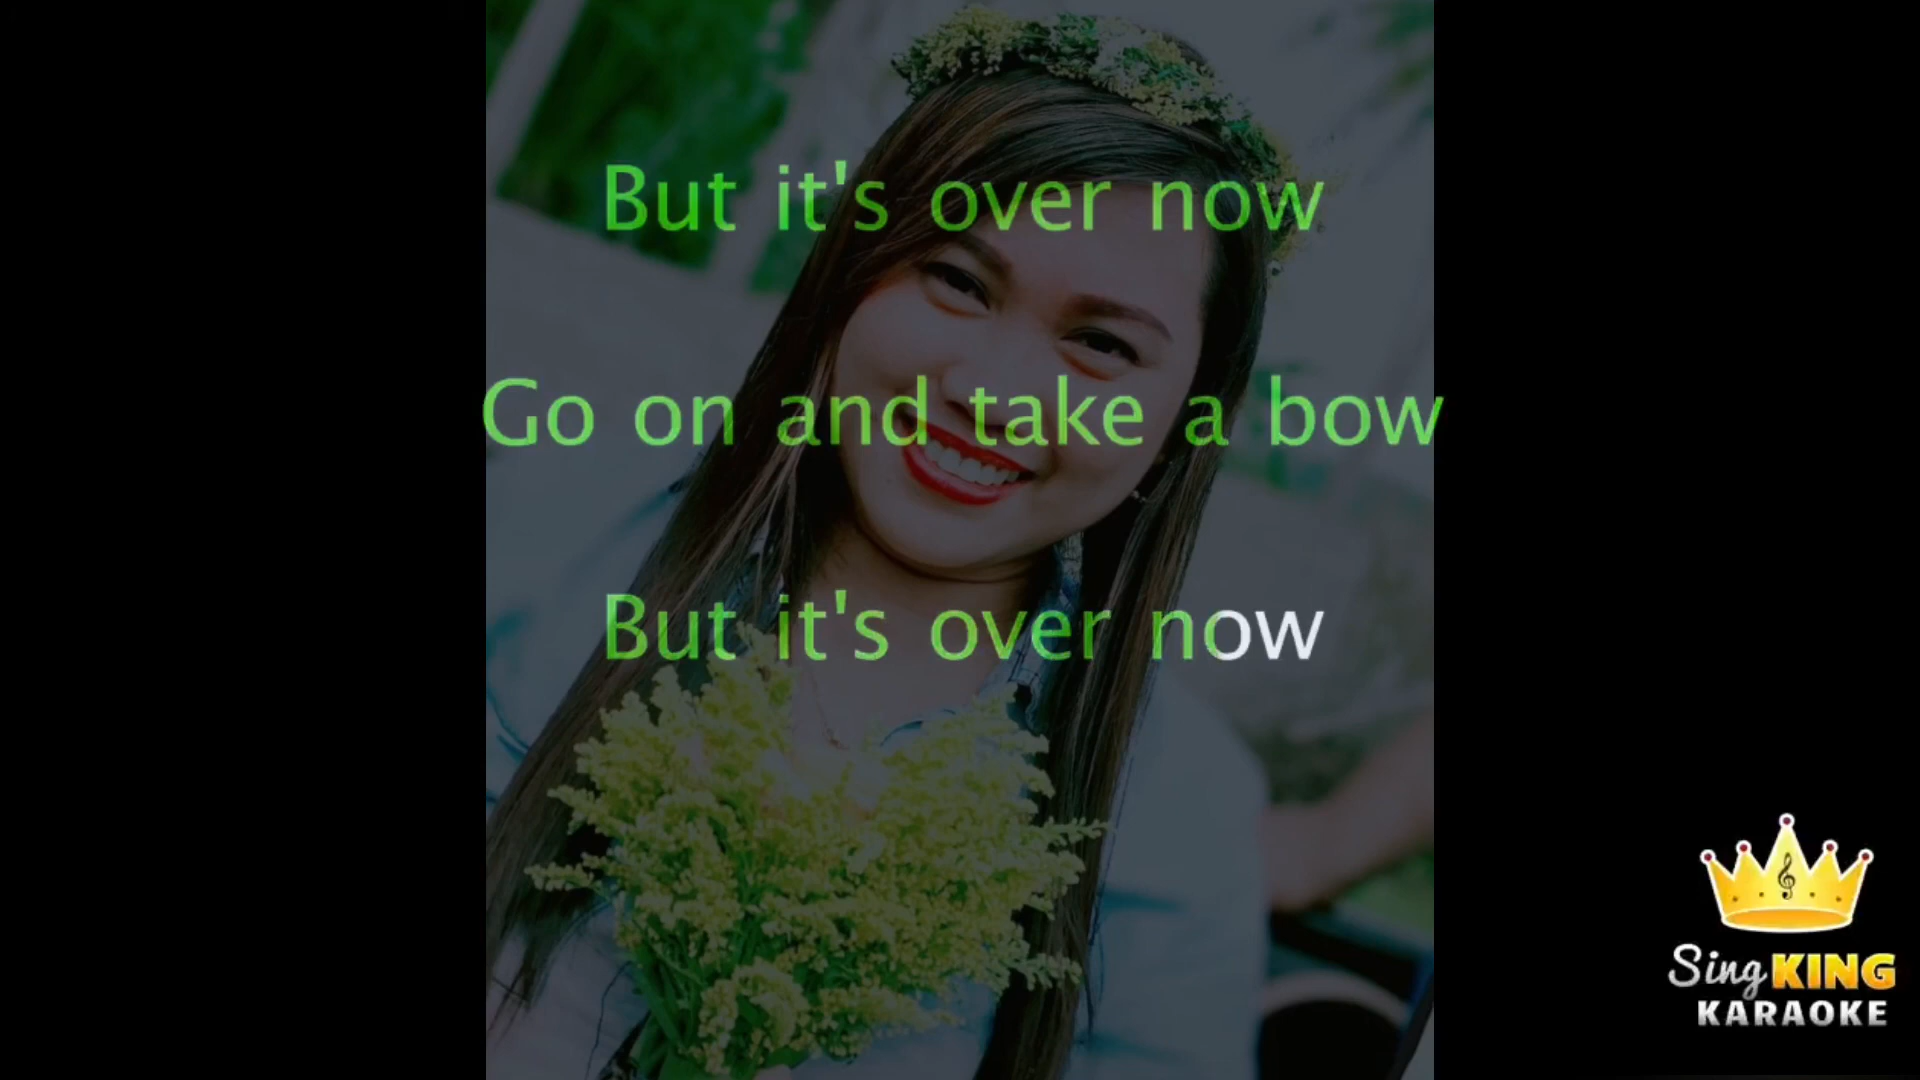 But it's over now
Go on and take a bow
But it's over now
Sing KING
KARAOKE